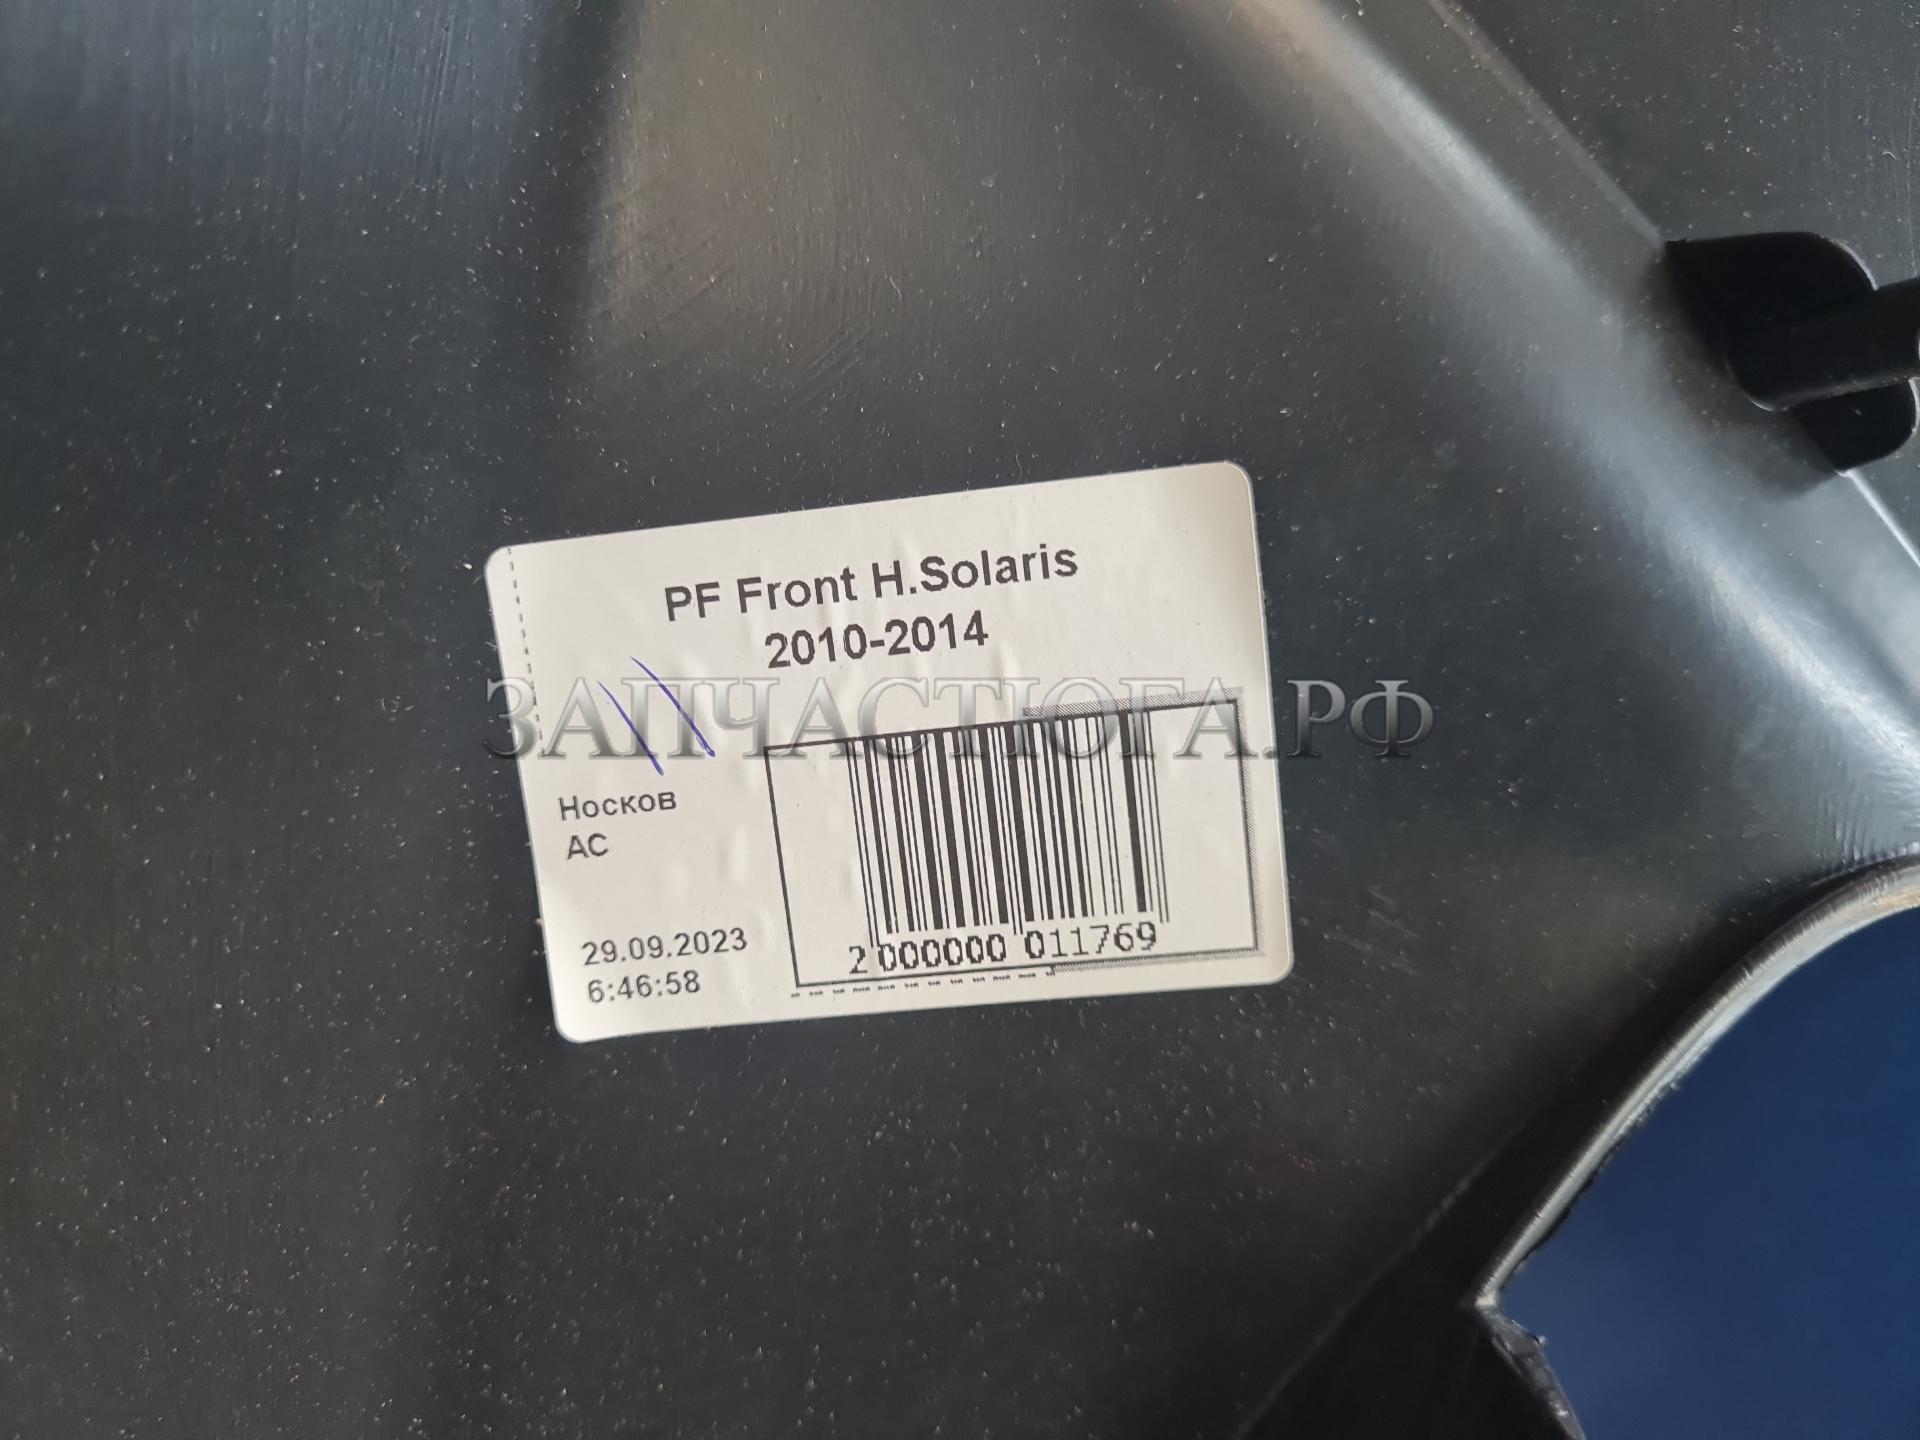 PF Front H.Solaris
2010-2014
ЗАПЧАСТЮГА.РФ
Носков
АС
29.09.2023
6:46:58
2 000000 011769